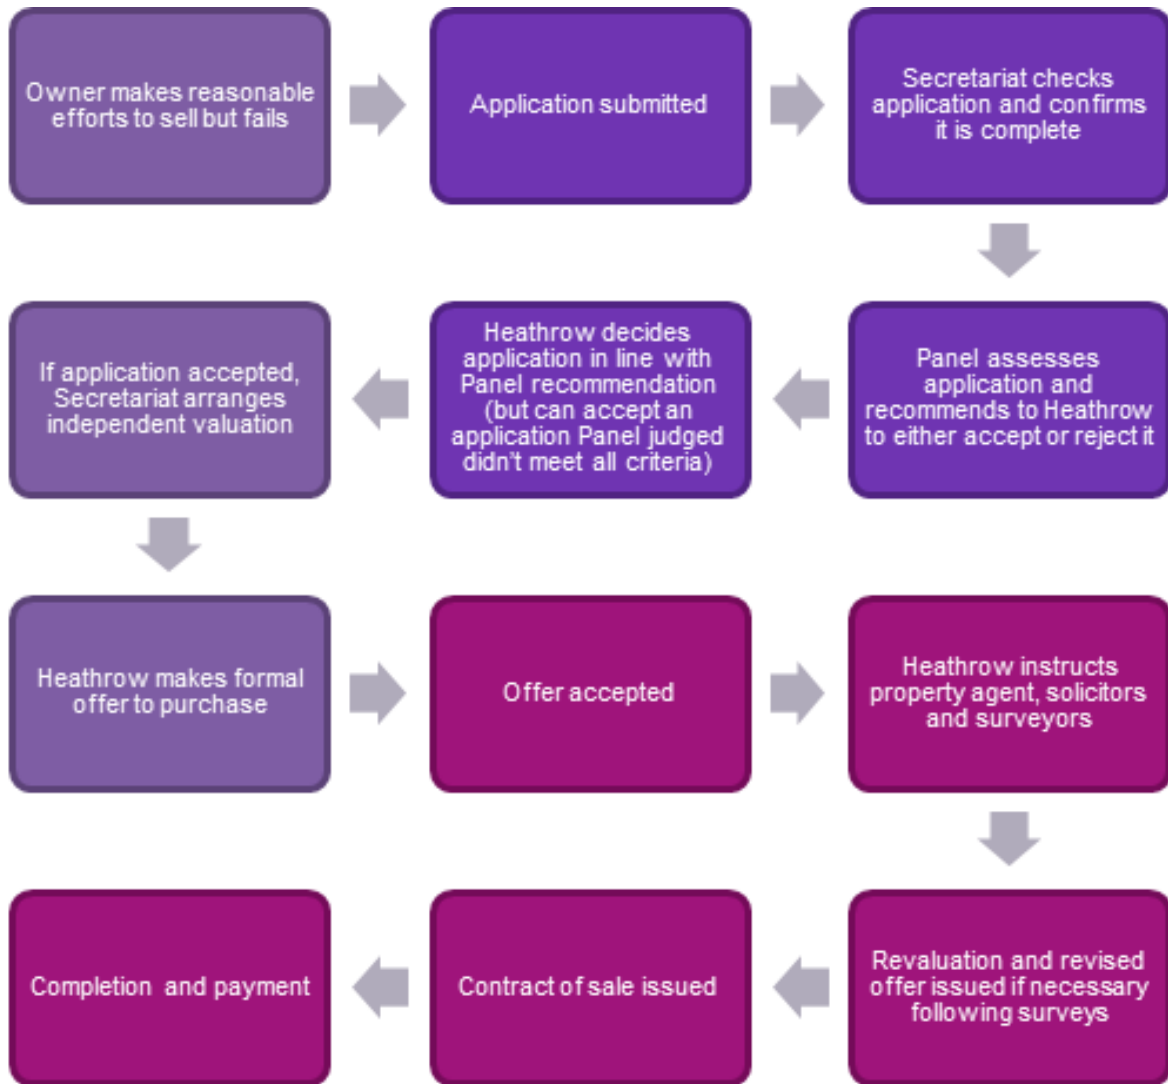 Owner makes reasonable
efforts to sell but fails
Application submitted
Secretariat checks
application and confirms
it is complete
Panel assesses
application and
recommends to Heathrow
to either accept or reject it
Heathrow decides
application in line with
Panel recommendation
(but can accept an
application Panel judged
didn't meet all criteria)
If application accepted,
Secretariat arranges
independent valuation
Heathrow makes formal
offer to purchase
Offer accepted
Heathrow instructs
property agent, solicitors
and surveyors
Revaluation and revised
offer issued if necessary
following surveys
Contract of sale issued
Completion and payment